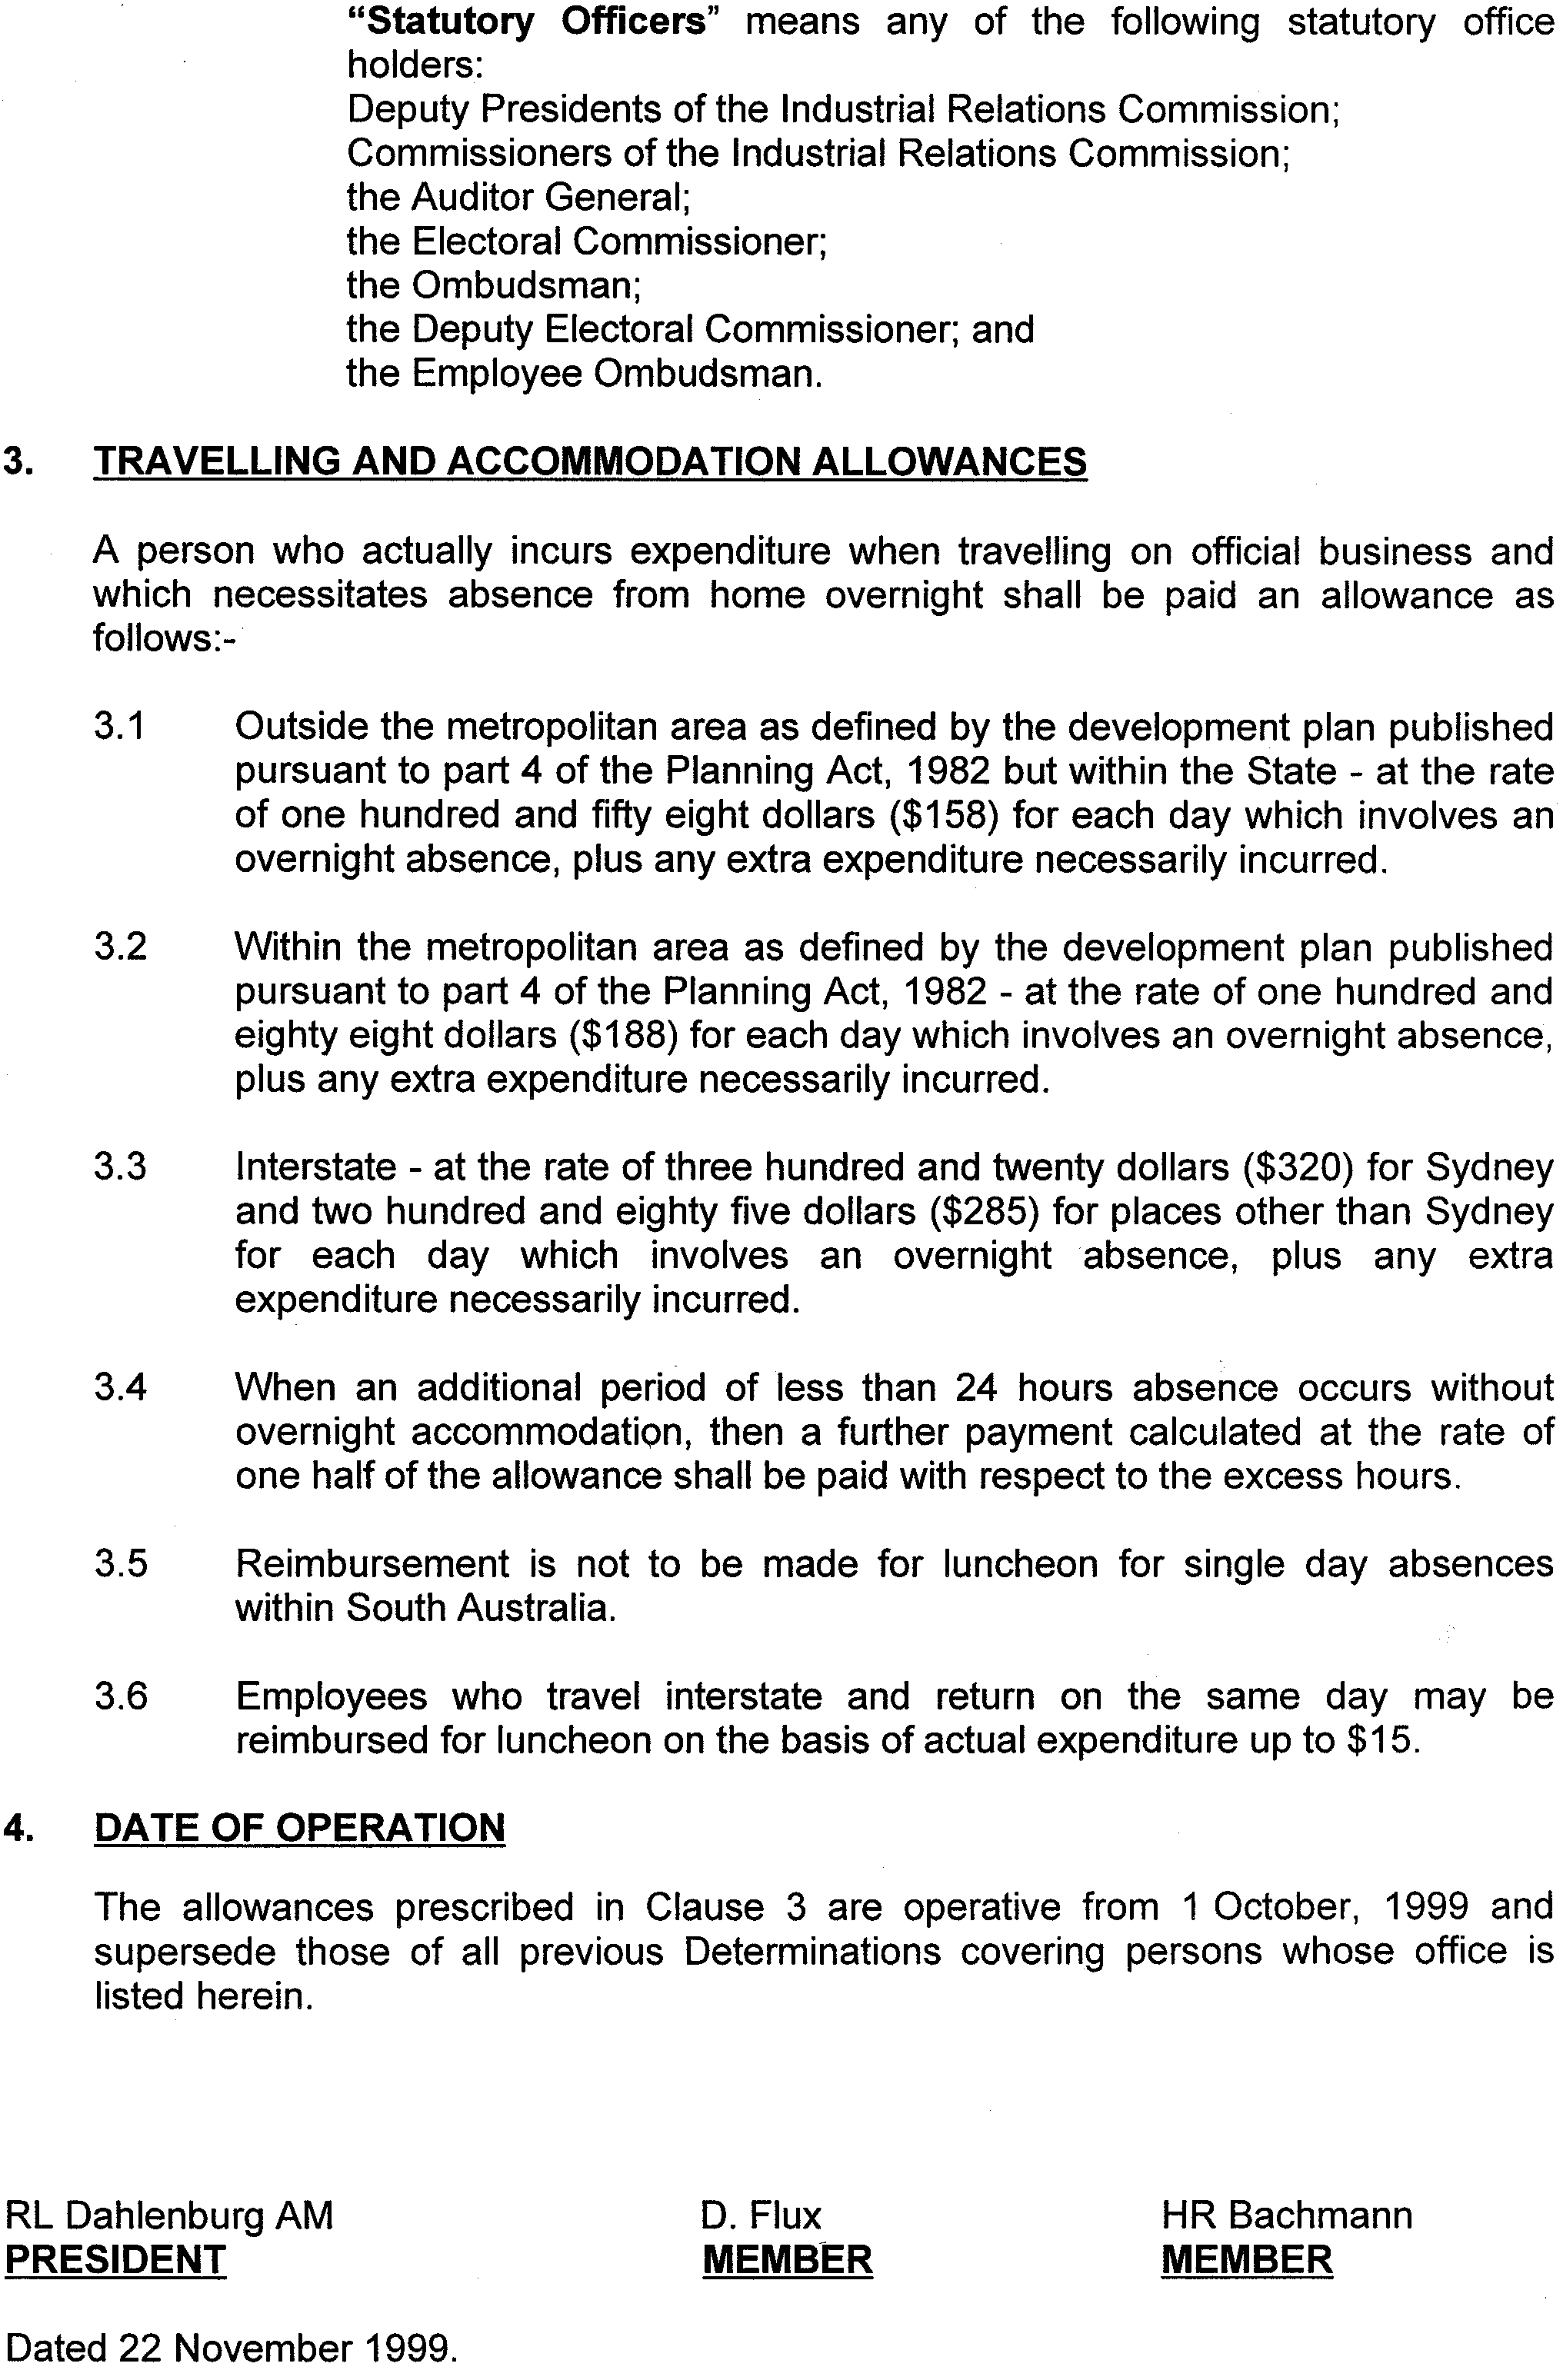 “Statutory Officers” means any of the following statutory office
holders:
Deputy Presidents of the Industrial Relations Commission;
Commissioners of the Industrial Relations Commission;
the Auditor General;
the Electoral Commissioner;
the Ombudsman;
the Deputy Electoral Commissioner; and
the Employee Ombudsman.
3. TRAVELLING AND ACCOMMODATION ALLOWANCES
A person who actually incurs expenditure when travelling on official business and
which necessitates absence from home overnight shall be paid an allowance as
follows:-
3.1 Outside the metropolitan area as defined by the development plan published
pursuant to part 4 of the Planning Act, 1982 but within the State - at the rate
of one hundred and fifty eight dollars ($158) for each day which involves an
overnight absence, plus any extra expenditure necessarily incurred.
3.2 Within the metropolitan area as defined by the development plan published
pursuant to part 4 of the Planning Act, 1982 - at the rate of one hundred and
eighty eight dollars ($188) for each day which involves an overnight absence,
plus any extra expenditure necessarily incurred.
3.3 Interstate - at the rate of three hundred and twenty dollars ($320) for Sydney
and two hundred and eighty five dollars ($285) for places other than Sydney
for each day which involves an overnight absence, plus any extra
expenditure necessarily incurred.
3.4 When an additional period of less than 24 hours absence occurs without
overnight accommodation, then a further payment calculated at the rate of
one half of the allowance shall be paid with respect to the excess hours.
3.5 Reimbursement is not to be made for luncheon for single day absences
within South Australia.
3.6 Employees who travel interstate and return on the same day may be
reimbursed for luncheon on the basis of actual expenditure up to $15.
4. DATE OF OPERATION
The allowances prescribed in Clause 3 are operative from 1 October, 1999 and
supersede those of all previous Determinations covering persons whose office is
listed herein.
RL Dahlenburg AM D. Flux HR Bachmann
PRESIDENT MEMBER MEMBER
Dated 22 November 1999.